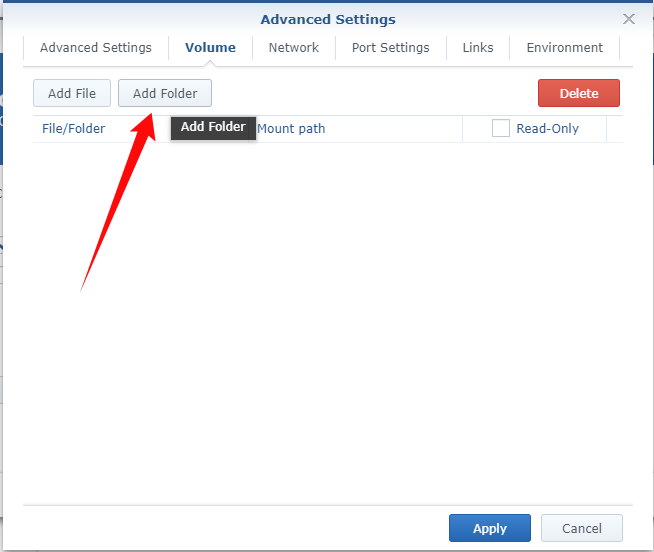 Advanced Settings
Advanced Settings Volume Network Port Settings Links Environment
Add File Add Folder Delete
File/Folder Add Folder Mount path Read-Only
Apply Cancel